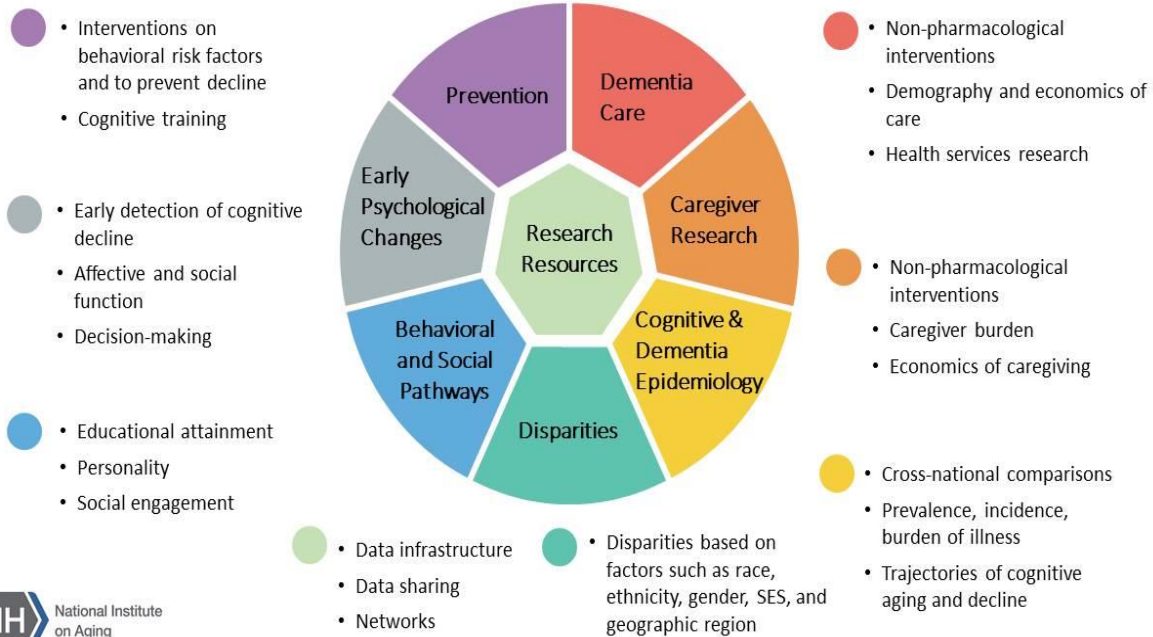 • Interventions on
behavioral risk factors
and to prevent decline
• Cognitive training
• Early detection of cognitive
decline
• Affective and social
function
• Decision-making
• Educational attainment
• Personality
• Social engagement
Prevention
Dementia
Care
Early
Psychological
Changes
Caregiver
Research
Research
Resources
Behavioral
and Social
Pathways
Cognitive &
Dementia
Epidemiology
Disparities
• Non-pharmacological
interventions
• Demography and economics of
care
• Health services research
• Non-pharmacological
interventions
• Caregiver burden
• Economics of caregiving
• Cross-national comparisons
• Prevalence, incidence,
burden of illness
• Trajectories of cognitive
aging and decline
• Data infrastructure
• Data sharing
• Networks
• Disparities based on
factors such as race,
ethnicity, gender, SES, and
geographic region
IH
National Institute
on Aging